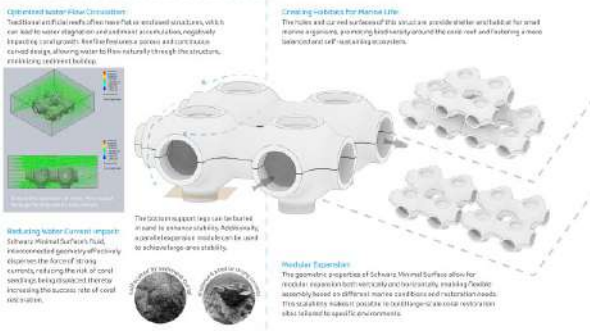 Optimized Water Flow Circulation:
Traditional artificial reefs often have flat or enclosed structures, which
can lead to water stagnation and sediment accumulation, negatively
impacting coral growth. Reefine features a porous and continuous
curved design, allowing water to flow naturally through the structure,
minimizing sediment buildup.
Reducing Water Current Impact:
Schwarz Minimal Surface's fluid,
interconnected geometry effectively
disperses the force of strong
currents, reducing the risk of coral
seedlings being displaced, thereby
increasing the success rate of coral
restoration.
The bottom support legs can be buried
in sand to enhance stability. Additionally,
a parallel expansion module can be used
to achieve large-area stability.
Creating Habitats for Marine Life:
The holes and curved surfaces of this structure provide shelter and habitat for small
marine organisms, promoting biodiversity around the coral reef and fostering a more
balanced and self-sustaining ecosystem.
Modular Expansion
The geometric properties of Schwarz Minimal Surface allow for
modular expansion both vertically and horizontally, enabling flexible
assembly based on different marine conditions and restoration needs.
This scalability makes it possible to build large-scale coral restoration
sites tailored to specific environments.